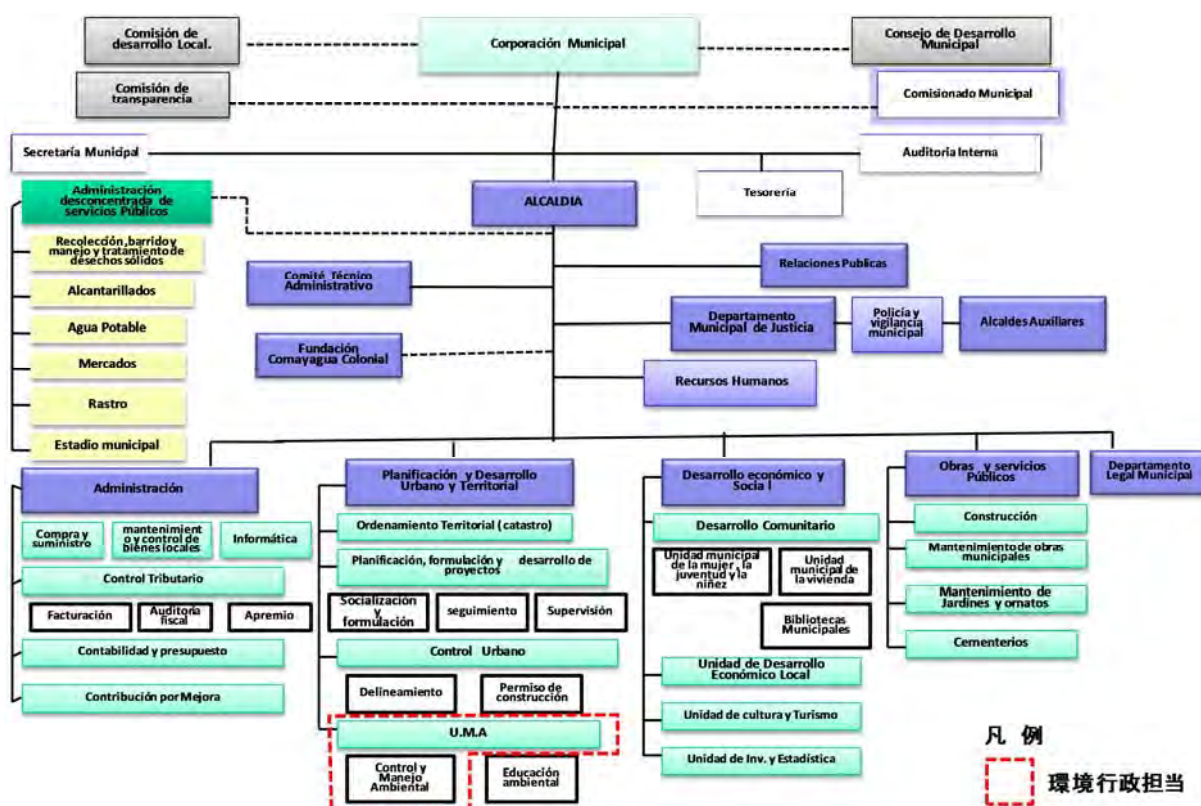 Comisión de
desarrollo Local.
Corporación Municipal
Consejo de Desarrollo
Municipal
Comisión de
transparencia
Comisionado Municipal
Secretaría Municipal
Auditoria Interna
Tesorería
Administración
desconcentrada de
servicios Públicos
ALCALDIA
Recolección, barrido y
manejo y tratamiento de
desechos sólidos
Alcantarillados
Agua Potable
Mercados
Rastro
Estadio municipal
Comité Técnico
Administrativo
Fundación
Comayagua Colonial
Relaciones Publicas
Departamento
Municipal de Justicia
Policía y
vigilancia
municipal
Alcaldes Auxiliares
Recursos Humanos
Administración
Compra y
suministro
mantenimient
o y control de
bienes locales
Informática
Control Tributario
Facturación
Auditoria
fiscal
Apremio
Contabilidad y presupuesto
Contribución por Mejora
Planificación y Desarrollo
Urbano y Territorial
Ordenamiento Territorial (catastro)
Planificación, formulación y desarrollo de
proyectos
Socialización
y
formulación
seguimiento
Supervisión
Control Urbano
Delineamiento
Permiso de
construcción
U.M.A
Control y
Manejo
Ambiental
Educación
ambiental
Desarrollo económico y
Socia l
Desarrollo Comunitario
Unidad municipal
de la mujer, la
juventud y la
niñez
Unidad
municipal de
la vivienda
Bibliotecas
Municipales
Unidad de Desarrollo
Económico Local
Unidad de cultura y Turismo
Unidad de Inv. y Estadística
Obras y servicios
Públicos
Construcción
Mantenimiento de obras
municipales
Mantenimiento de
Jardines y ornatos
Cementerios
Departamento
Legal Municipal
凡 例
環境行政担当